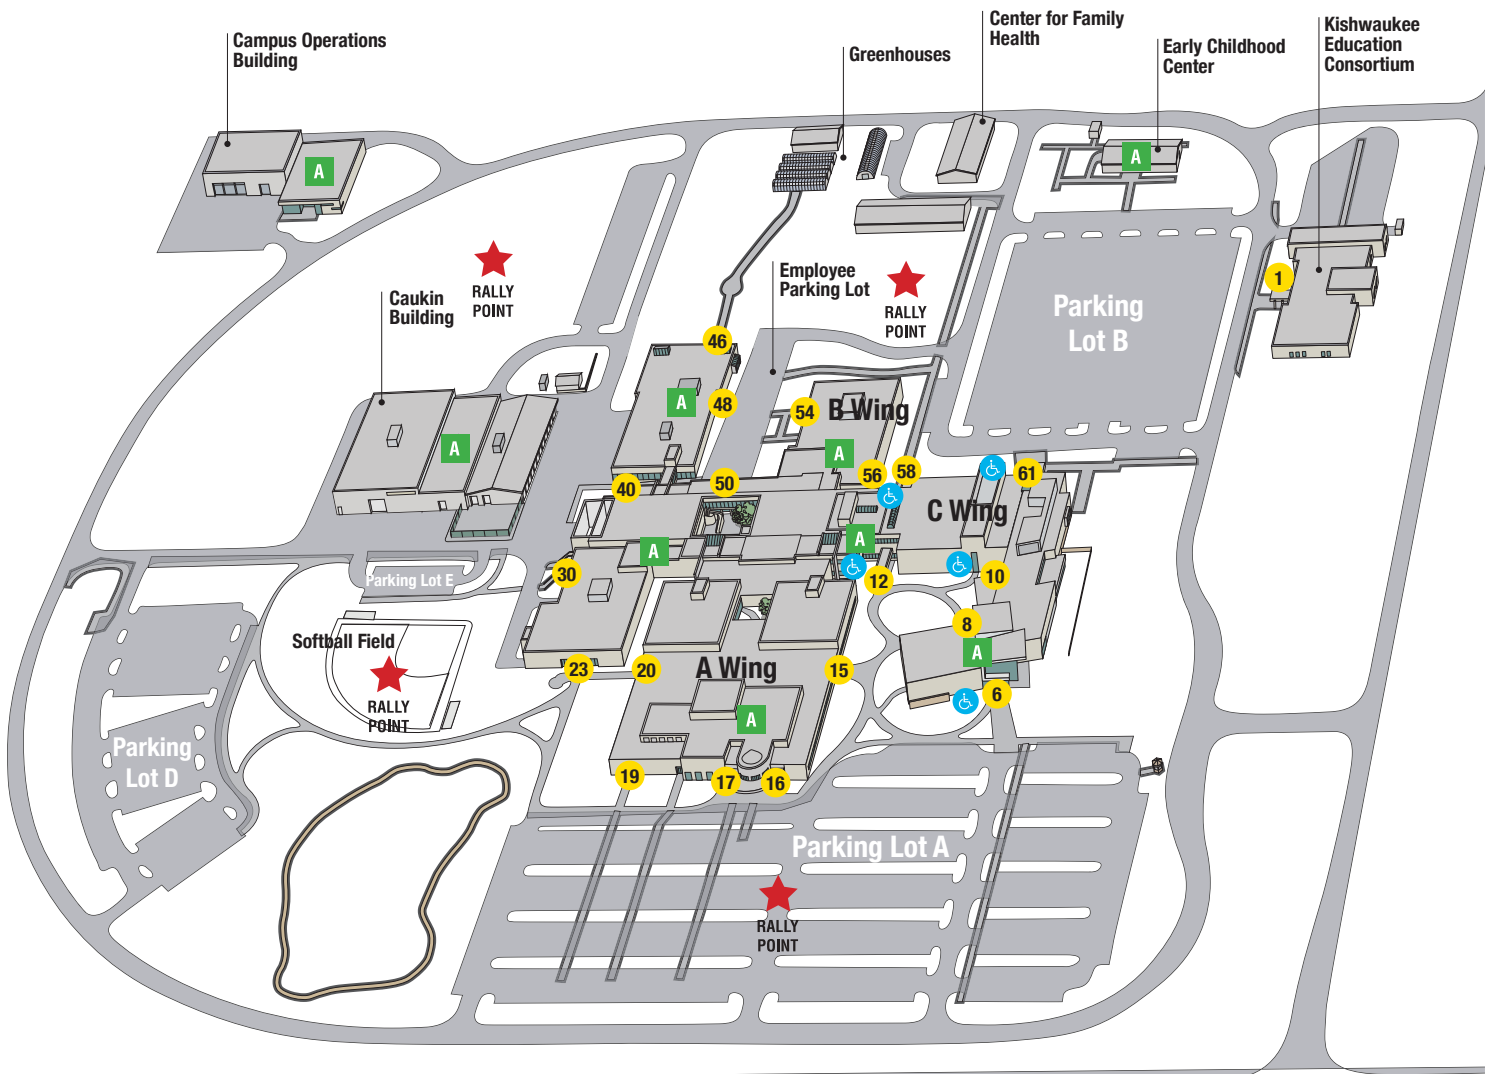 Campus Operations
Building
Greenhouses
Center for Family
Health
Early Childhood
Center
Kishwaukee
Education
Consortium
A
A
RALLY
POINT
Employee
Parking Lot
RALLY
POINT
1
Parking
Lot B
Caukin
Building
46
A
48
54
B Wing
A
A
56
58
61
40
50
C Wing
A
A
30
12
10
Parking Lot E
8
Softball Field
A
23
20
A Wing
15
6
RALLY
POINT
A
Parking
Lot D
19
17
16
Parking Lot A
RALLY
POINT